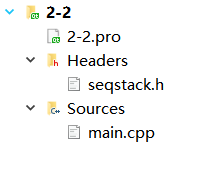 2-2
2-2.pro
Headers
seqstack.h
Sources
main.cpp